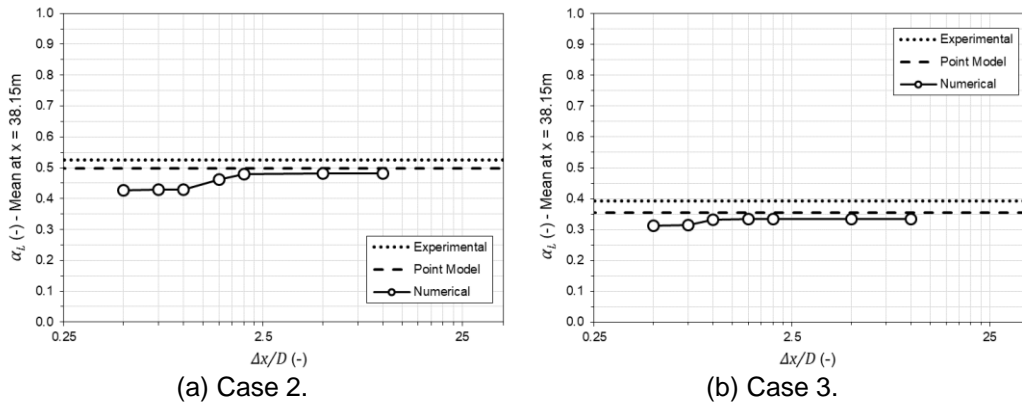 1.0
0.9
0.8
0.7
0.6
0.5
0.4
0.3
0.2
0.1
0.0
α_L (-) - Mean at x = 38.15m
Experimental
Point Model
Numerical
0.25
2.5
25
Δx/D (-)
(a) Case 2.
1.0
0.9
0.8
0.7
0.6
0.5
0.4
0.3
0.2
0.1
0.0
α_L (-) - Mean at x = 38.15m
Experimental
Point Model
Numerical
0.25
2.5
25
Δx/D (-)
(b) Case 3.